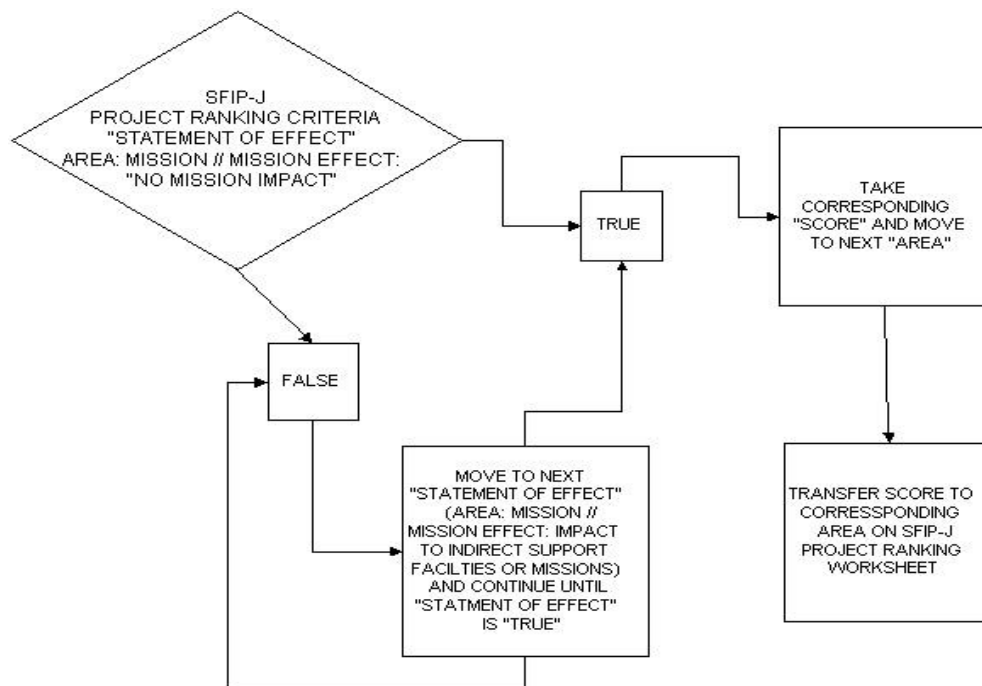 SFIP-J
PROJECT RANKING CRITERIA
"STATEMENT OF EFFECT"
AREA: MISSION // MISSION EFFECT:
"NO MISSION IMPACT"
TRUE
TAKE
CORRESPONDING
"SCORE" AND MOVE
TO NEXT "AREA"
FALSE
MOVE TO NEXT
"STATEMENT OF EFFECT"
(AREA: MISSION //
MISSION EFFECT: IMPACT
TO INDIRECT SUPPORT
FACILTIES OR MISSIONS)
AND CONTINUE UNTIL
"STATMENT OF EFFECT"
IS "TRUE"
TRANSFER SCORE TO
CORRESSPONDING
AREA ON SFIP-J
PROJECT RANKING
WORKSHEET